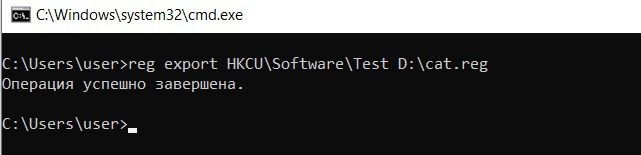 C:\Windows\system32\cmd.exe
C:\Users\user>reg export HKCU\Software\Test D:\cat.reg
Операция успешно завершена.
C:\Users\user>